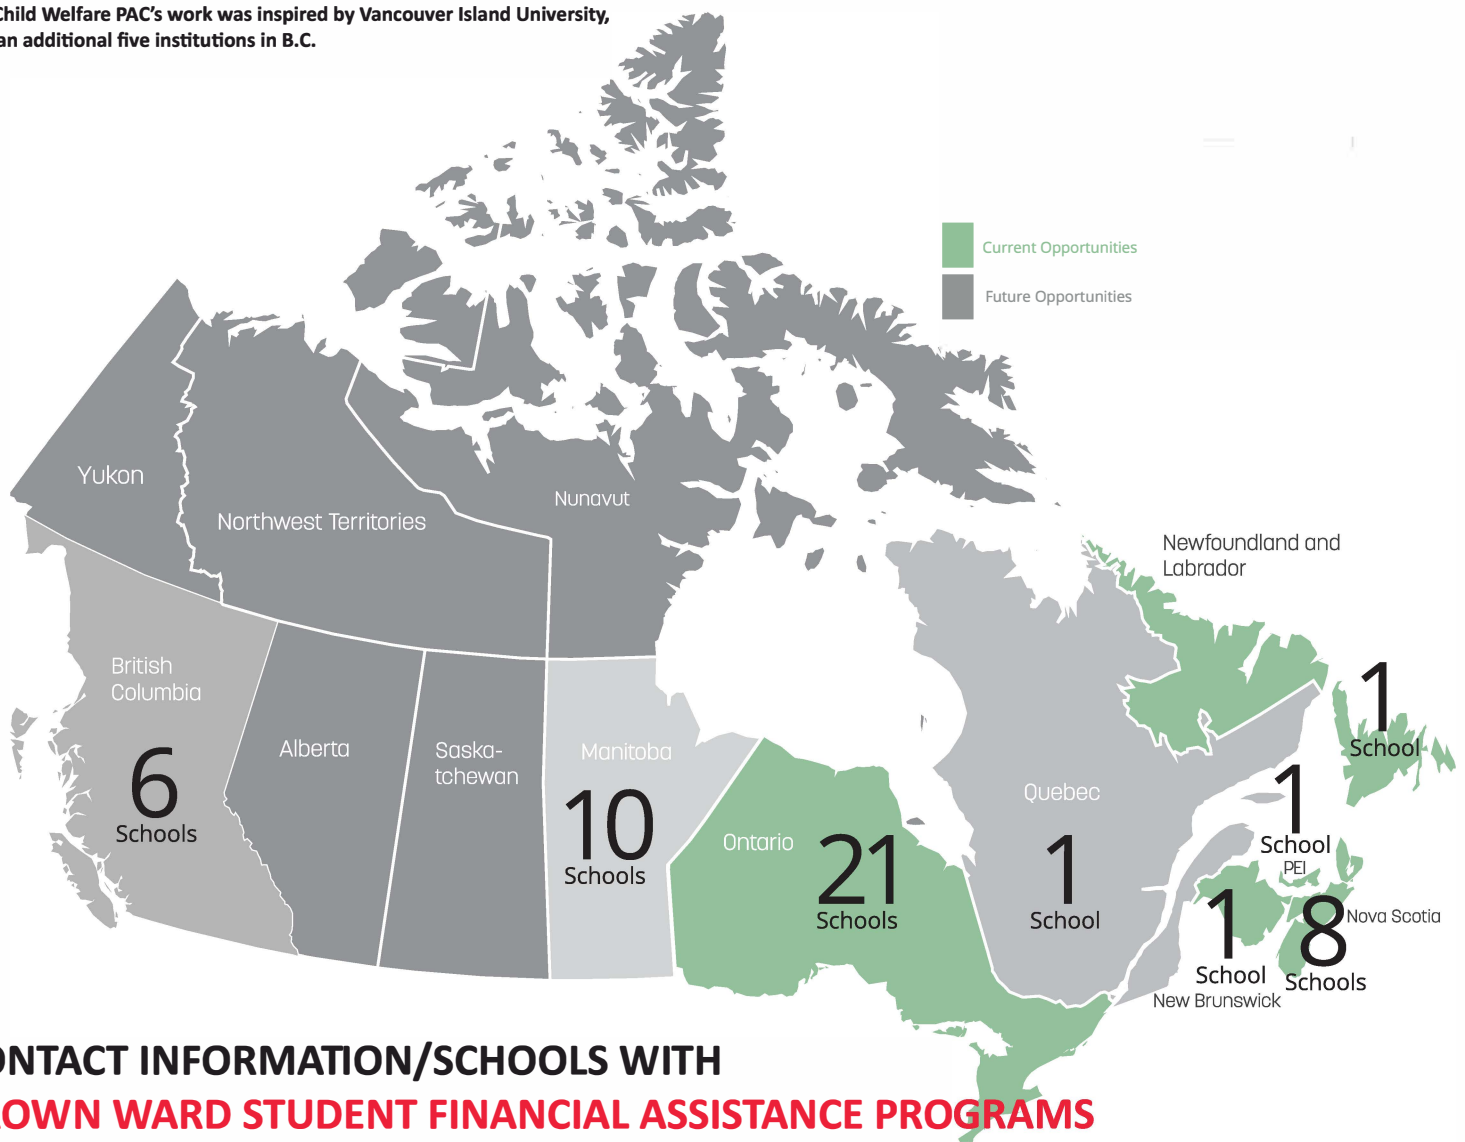 Child Welfare PAC's work was inspired by Vancouver Island University,
an additional five institutions in B.C.
Current Opportunities
Future Opportunities
Yukon
Northwest Territories
Nunavut
Newfoundland and
Labrador
1
School
British
Columbia
6
Schools
Alberta
Saska-
tchewan
Manitoba
10
Schools
Ontario
21
Schools
Quebec
1
School
1
School
PEI
1
School
New Brunswick
8
Schools
Nova Scotia
ONTACT INFORMATION/SCHOOLS WITH
OWN WARD STUDENT FINANCIAL ASSISTANCE PROGRAMS